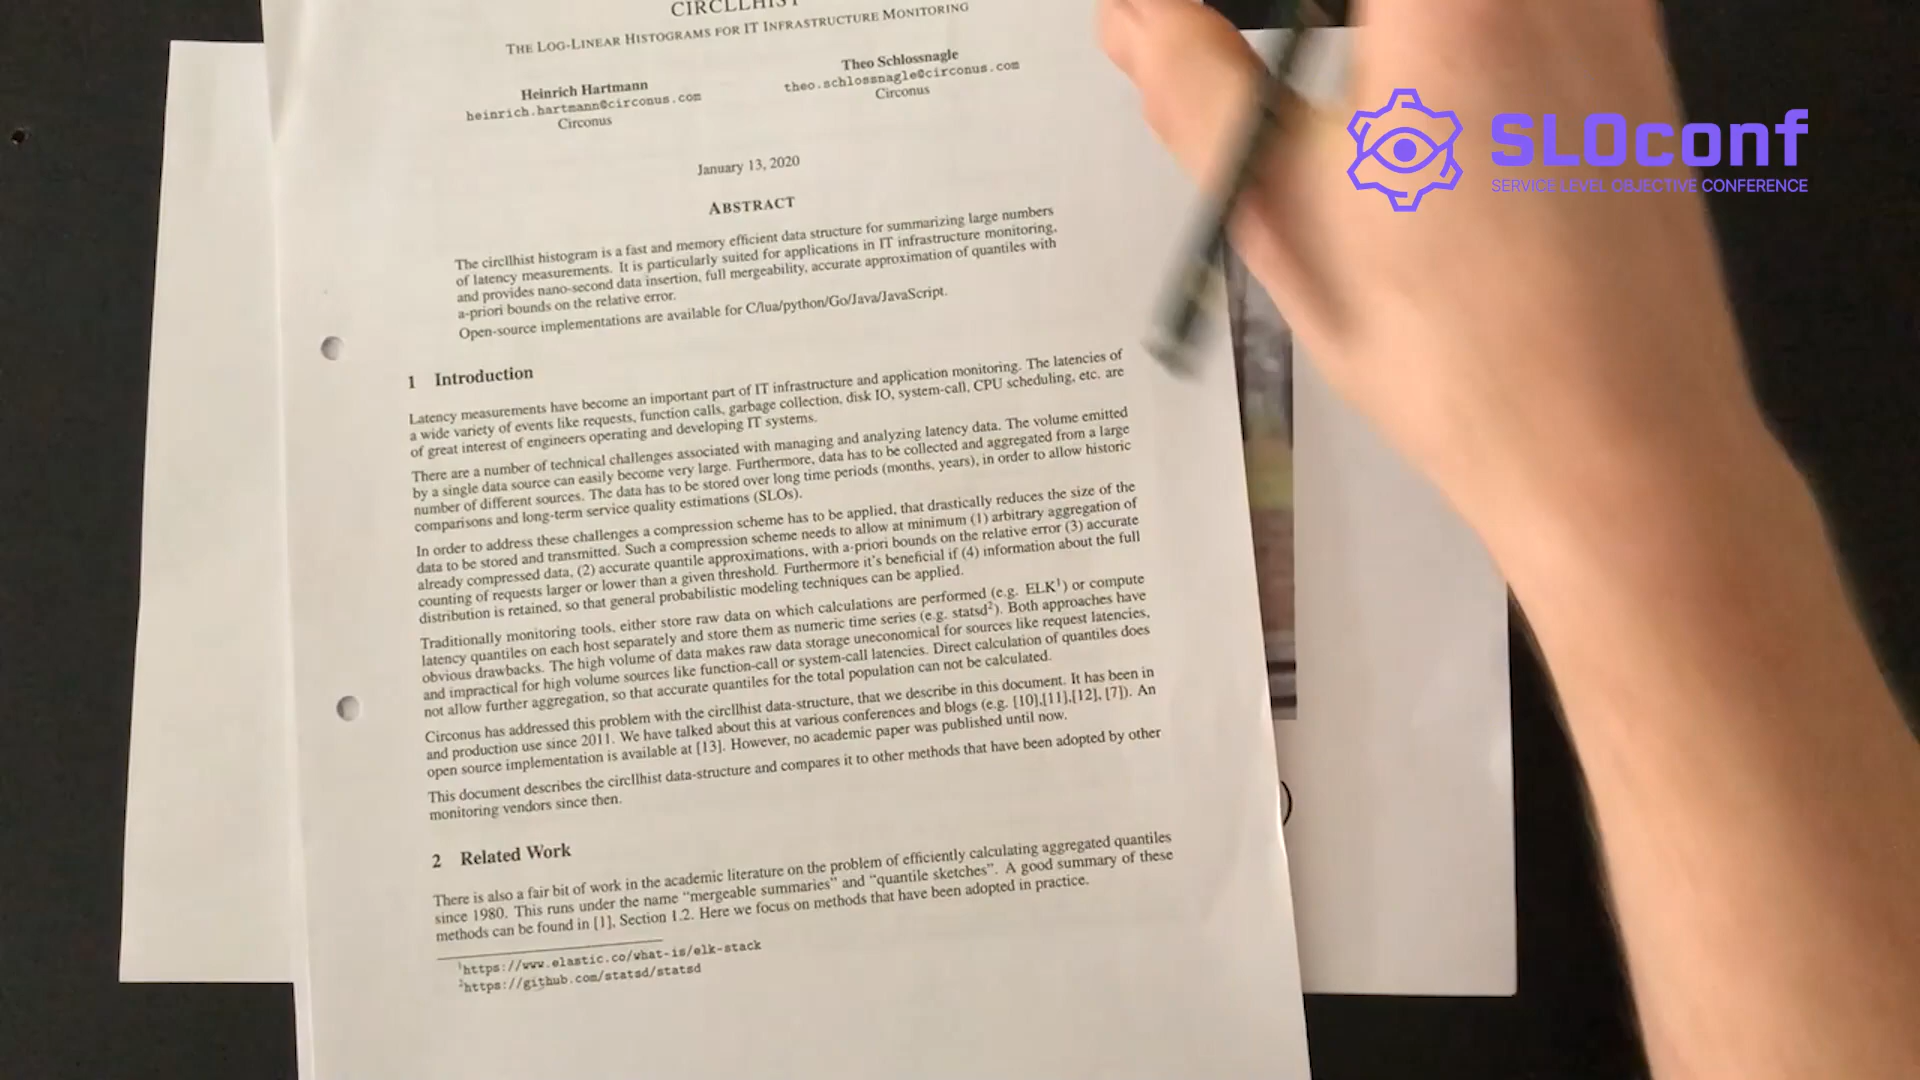 CIRCLLHIST
THE LOG-LINEAR HISTOGRAMS FOR IT INFRASTRUCTURE MONITORING
Heinrich Hartmann
heinrich.hartmann@circonus.com
Circonus
Theo Schlossnagle
theo.schlossnagle@circonus.com
Circonus
January 13, 2020
ABSTRACT
The circllhist histogram is a fast and memory efficient data structure for summarizing large numbers
of latency measurements. It is particularly suited for applications in IT infrastructure monitoring,
and provides nano-second data insertion, full mergeability, accurate approximation of quantiles with
a-priori bounds on the relative error.
Open-source implementations are available for C/lua/python/Go/Java/JavaScript.
1 Introduction
Latency measurements have become an important part of IT infrastructure and application monitoring. The latencies of
a wide variety of events like requests, function calls, garbage collection, disk IO, system-call, CPU scheduling, etc. are
of great interest of engineers operating and developing IT systems.
There are a number of technical challenges associated with managing and analyzing latency data. The volume emitted
by a single data source can easily become very large. Furthermore, data has to be collected and aggregated from a large
number of different sources. The data has to be stored over long time periods (months, years), in order to allow historic
comparisons and long-term service quality estimations (SLOs).
In order to address these challenges a compression scheme has to be applied, that drastically reduces the size of the
data to be stored and transmitted. Such a compression scheme needs to allow at minimum (1) arbitrary aggregation of
already compressed data, (2) accurate quantile approximations, with a-priori bounds on the relative error (3) accurate
counting of requests larger or lower than a given threshold. Furthermore it's beneficial if (4) information about the full
distribution is retained, so that general probabilistic modeling techniques can be applied.
Traditionally monitoring tools, either store raw data on which calculations are performed (e.g. ELK¹) or compute
latency quantiles on each host separately and store them as numeric time series (e.g. statsd²). Both approaches have
obvious drawbacks. The high volume of data makes raw data storage uneconomical for sources like request latencies,
and impractical for high volume sources like function-call or system-call latencies. Direct calculation of quantiles does
not allow further aggregation, so that accurate quantiles for the total population can not be calculated.
Circonus has addressed this problem with the circllhist data-structure, that we describe in this document. It has been in
and production use since 2011. We have talked about this at various conferences and blogs (e.g. [10],[11],[12], [7]). An
open source implementation is available at [13]. However, no academic paper was published until now.
This document describes the circllhist data-structure and compares it to other methods that have been adopted by other
monitoring vendors since then.
2 Related Work
There is also a fair bit of work in the academic literature on the problem of efficiently calculating aggregated quantiles
since 1980. This runs under the name “mergeable summaries” and “quantile sketches”. A good summary of these
methods can be found in [1], Section 1.2. Here we focus on methods that have been adopted in practice.
¹https://www.elastic.co/what-is/elk-stack
²https://github.com/statsd/statsd
SLOconf
SERVICE LEVEL OBJECTIVE CONFERENCE